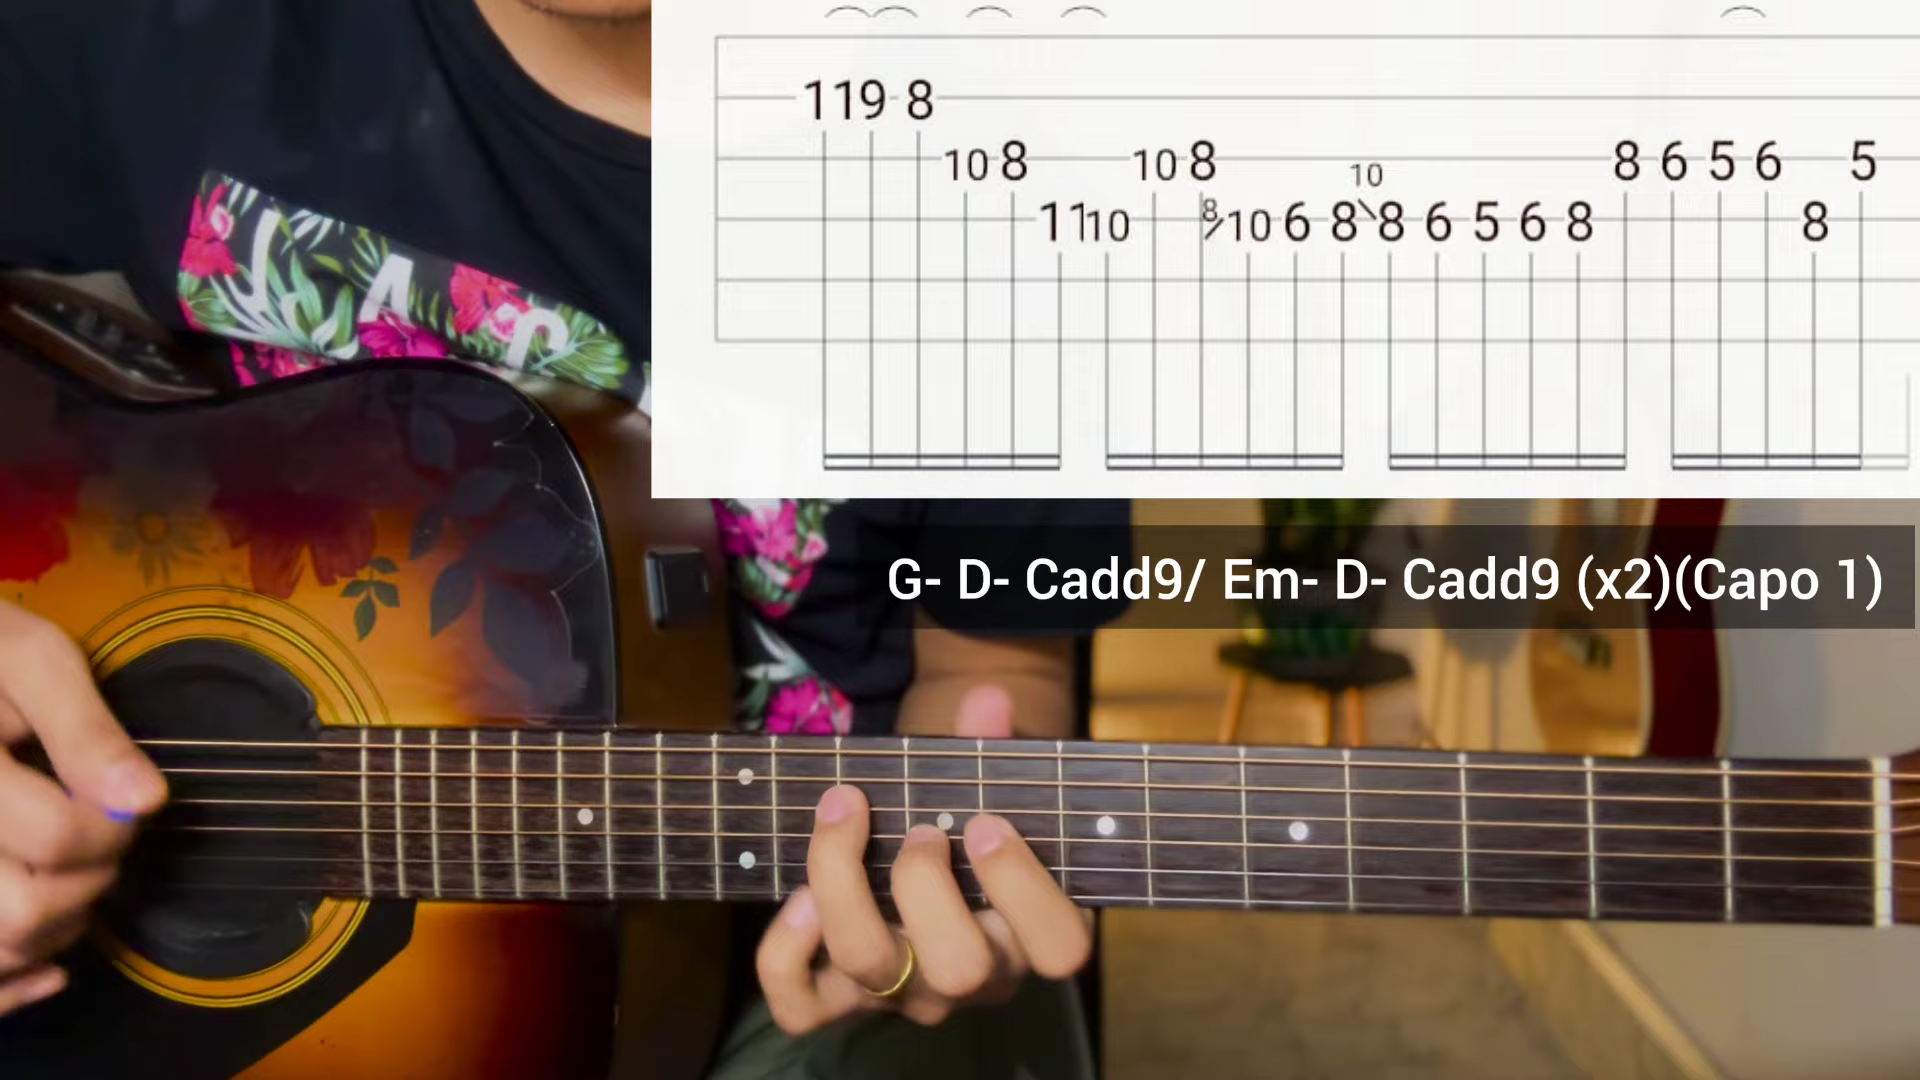 119 8
10 8 10 8 10 8 6 5 6 5
11 10 8 10 6 8 8 6 5 6 8 8
G- D- Cadd9/ Em- D- Cadd9 (x2)(Capo 1)
J A C